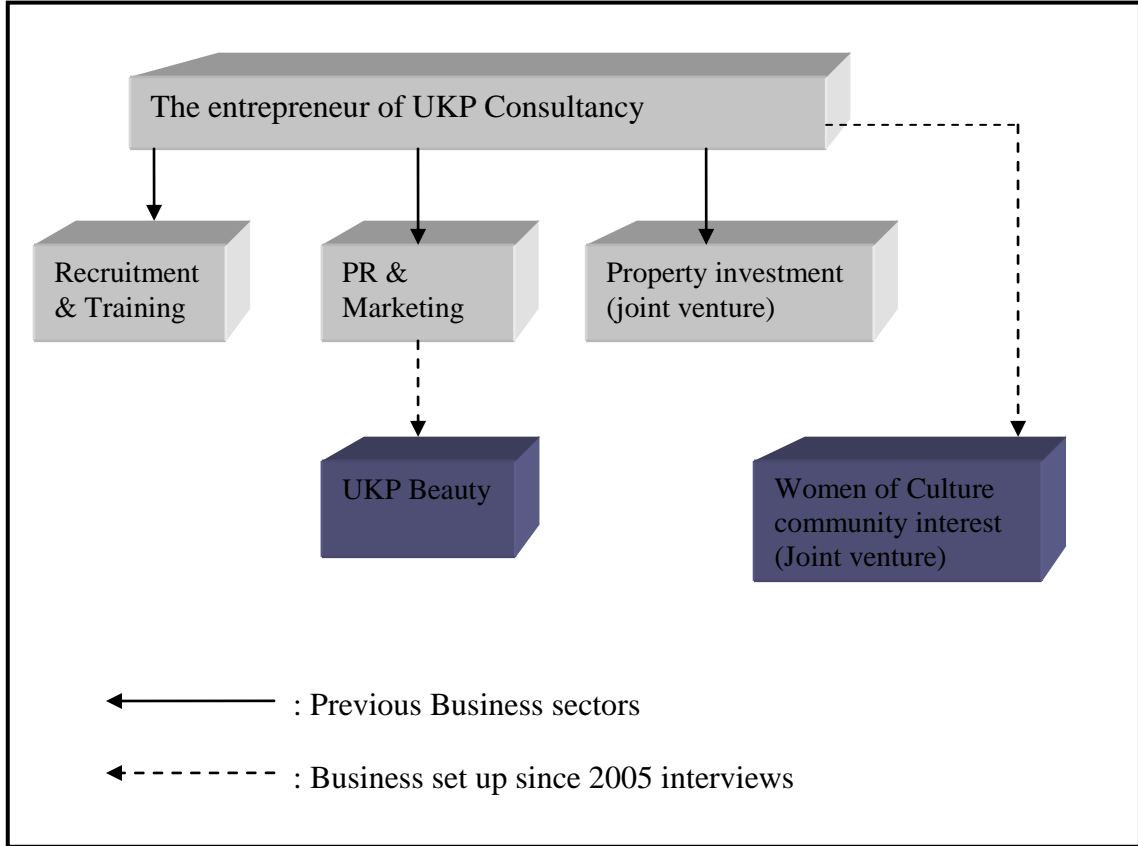 The entrepreneur of UKP Consultancy
Recruitment
& Training
PR &
Marketing
Property investment
(joint venture)
UKP Beauty
Women of Culture
community interest
(Joint venture)
: Previous Business sectors
: Business set up since 2005 interviews